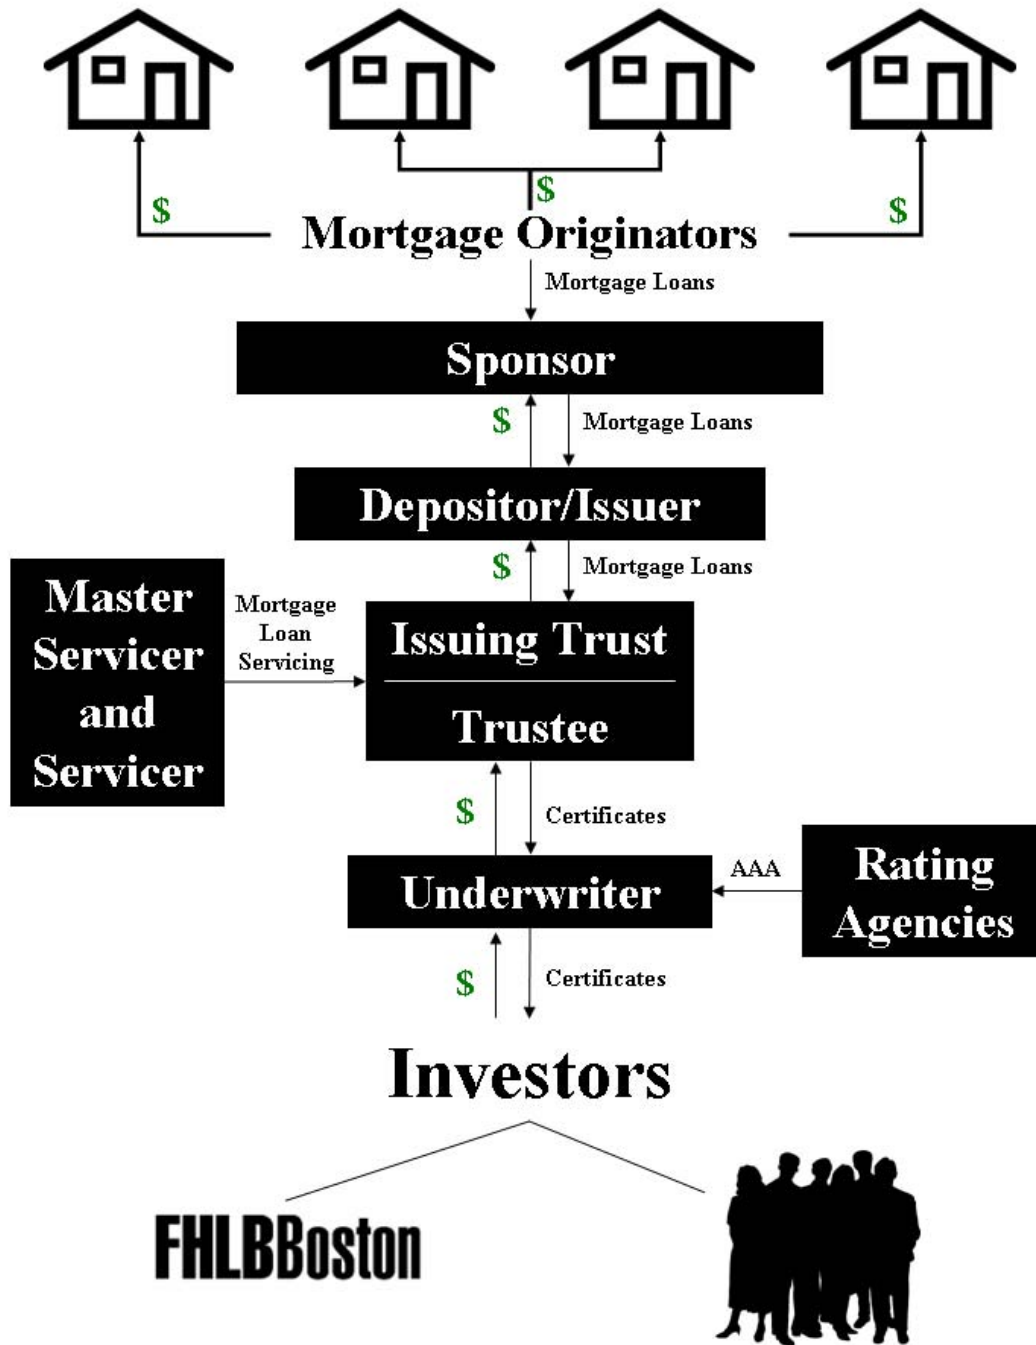 $
$
$
Mortgage Originators
Mortgage Loans
Sponsor
$
Mortgage Loans
Depositor/Issuer
$
Mortgage Loans
Master
Servicer
and
Servicer
Mortgage
Loan
Servicing
Issuing Trust
Trustee
$
Certificates
Underwriter
AAA
Rating
Agencies
$
Certificates
Investors
FHLBBoston